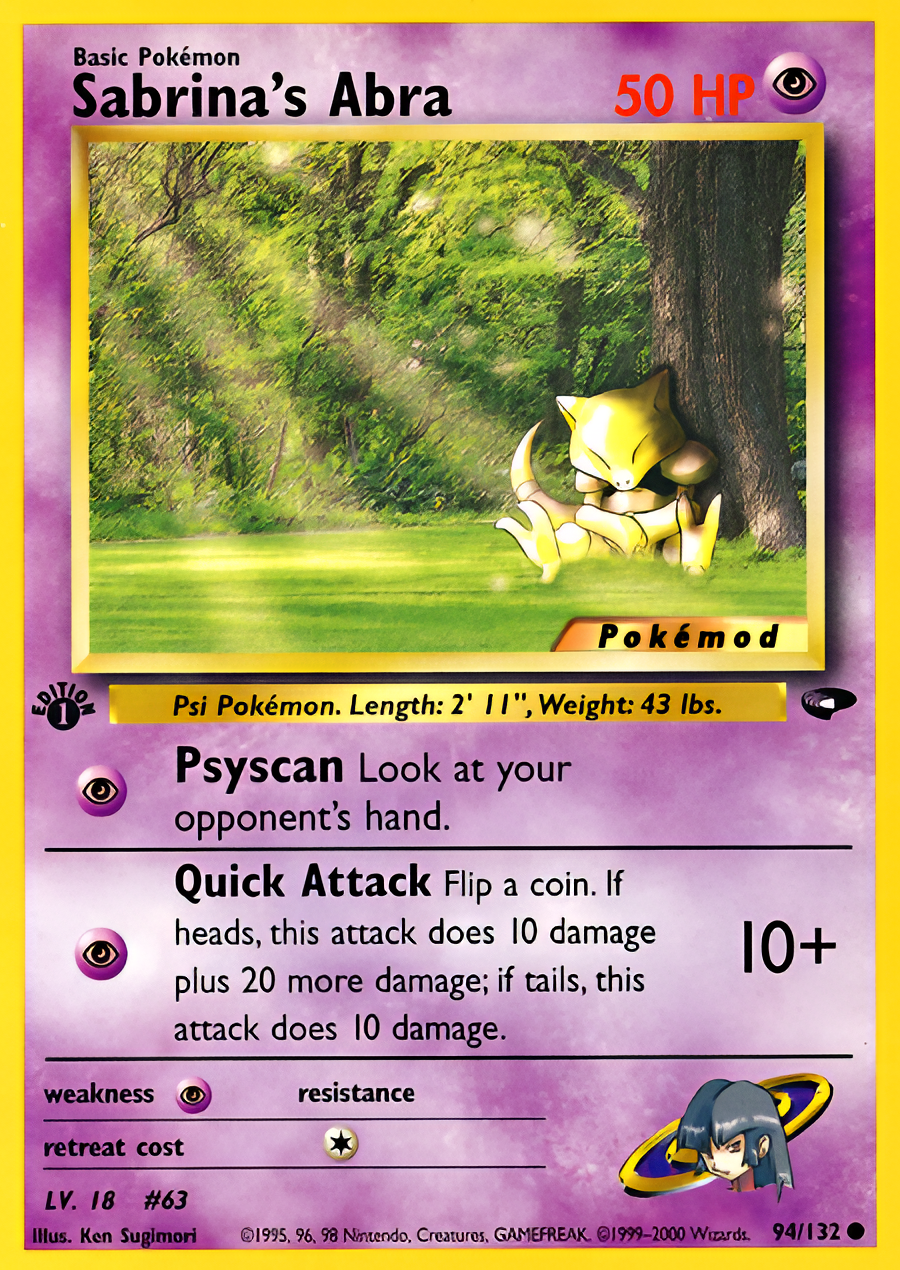 Basic Pokémon
Sabrina's Abra 50 HP
Pokémod
EDITION 1
Psi Pokémon. Length: 2' 11", Weight: 43 lbs.
Psyscan Look at your
opponent's hand.
Quick Attack Flip a coin. If
heads, this attack does 10 damage
plus 20 more damage; if tails, this
attack does 10 damage.
10+
weakness resistance
retreat cost
LV. 18 #63
Illus. Ken Sugimori ©1995, 96, 98 Nintendo, Creatures, GAMEFREAK. ©1999–2000 Wizards. 94/132